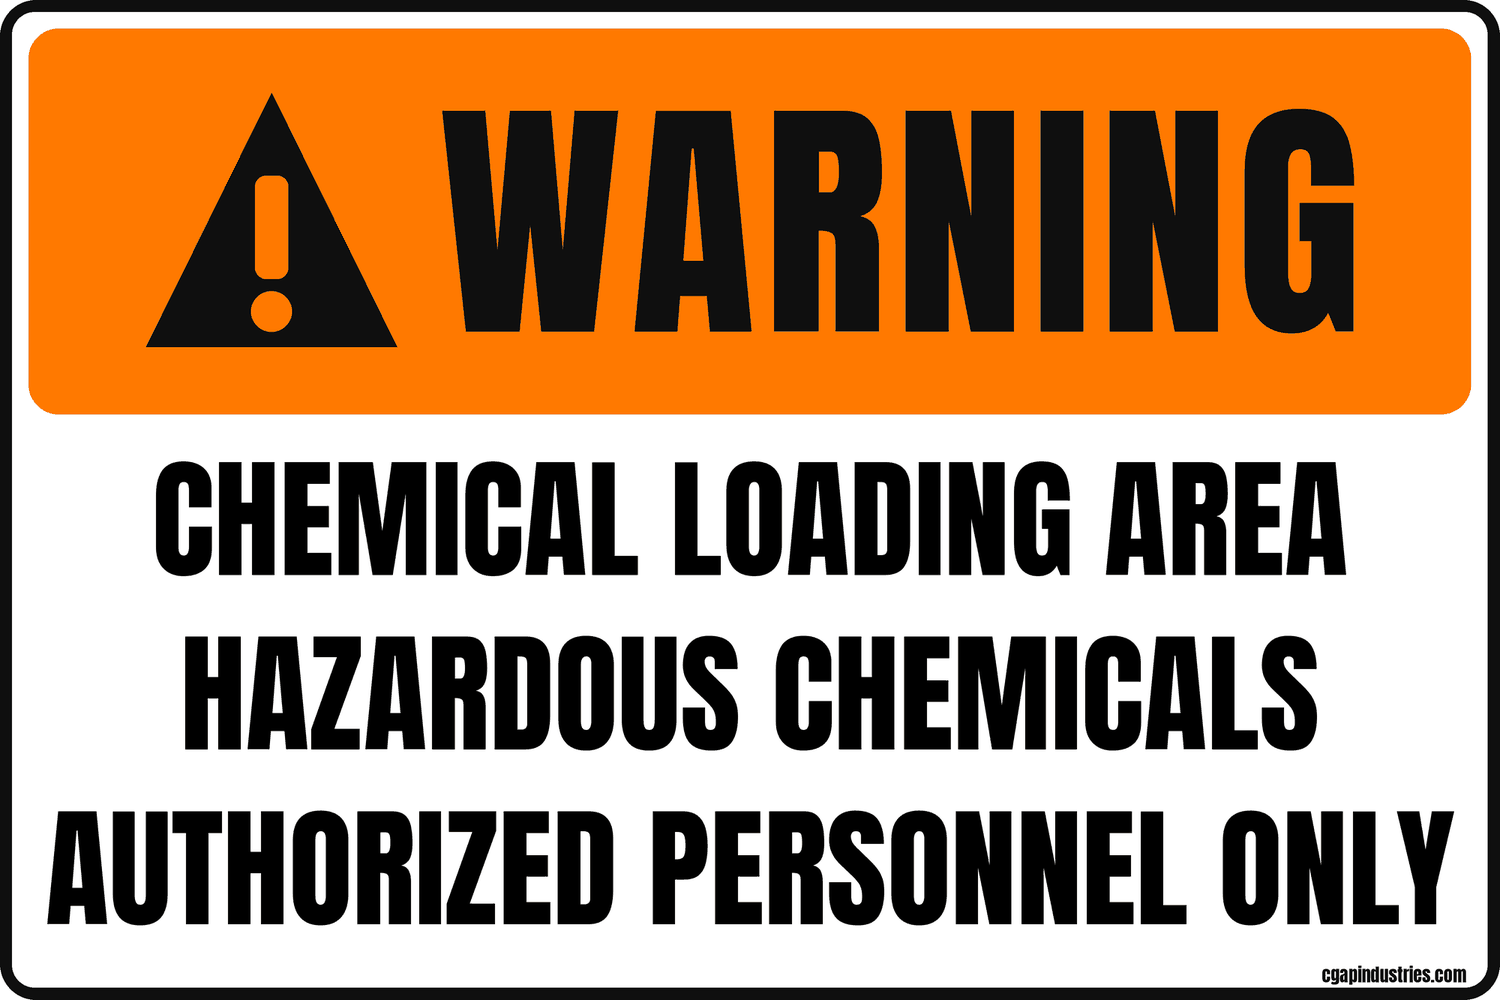 WARNING
CHEMICAL LOADING AREA
HAZARDOUS CHEMICALS
AUTHORIZED PERSONNEL ONLY
cgapindustries.com